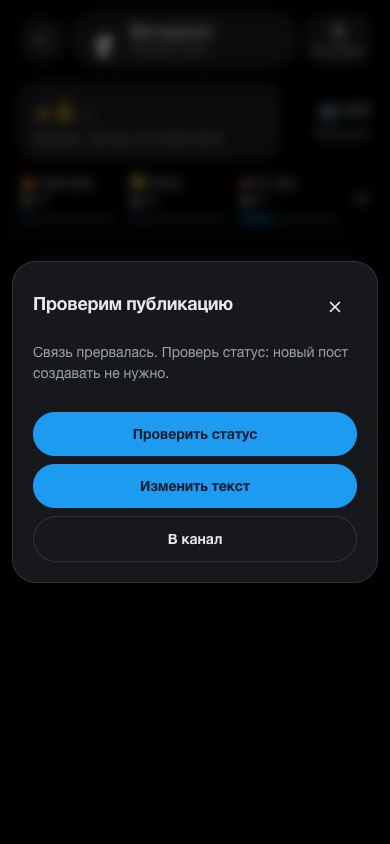 Проверим публикацию
Связь прервалась. Проверь статус: новый пост
создавать не нужно.
Проверить статус
Изменить текст
В канал